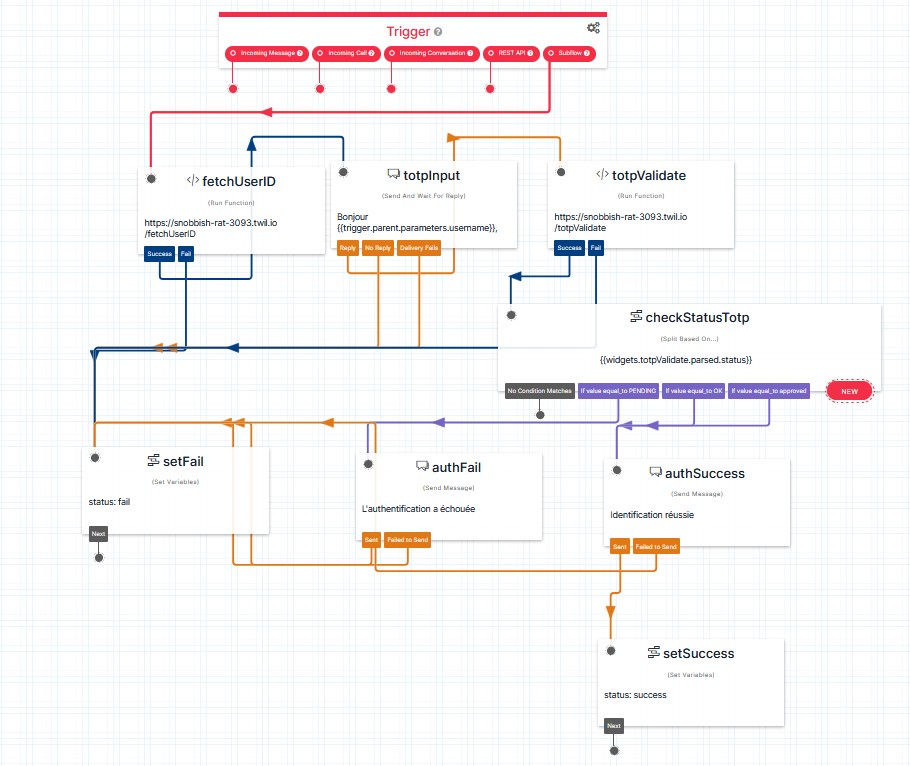 Trigger
Incoming Message
Incoming Call
Incoming Conversation
REST API
Subflow
fetchUserID
(Run Function)
https://snobbish-rat-3093.twil.io
/fetchUserID
Success
Fail
totpInput
(Send And Wait For Reply)
Bonjour
{{trigger.parent.parameters.username}},
Reply
No Reply
Delivery Fails
totpValidate
(Run Function)
https://snobbish-rat-3093.twil.io
/totpValidate
Success
Fail
checkStatusTotp
(Split Based On...)
{{widgets.totpValidate.parsed.status}}
No Condition Matches
If value equal_to PENDING
If value equal_to OK
If value equal_to approved
NEW
setFail
(Set Variables)
status: fail
Next
authFail
(Send Message)
L'authentification a échouée
Sent
Failed to Send
authSuccess
(Send Message)
Identification réussie
Sent
Failed to Send
setSuccess
(Set Variables)
status: success
Next